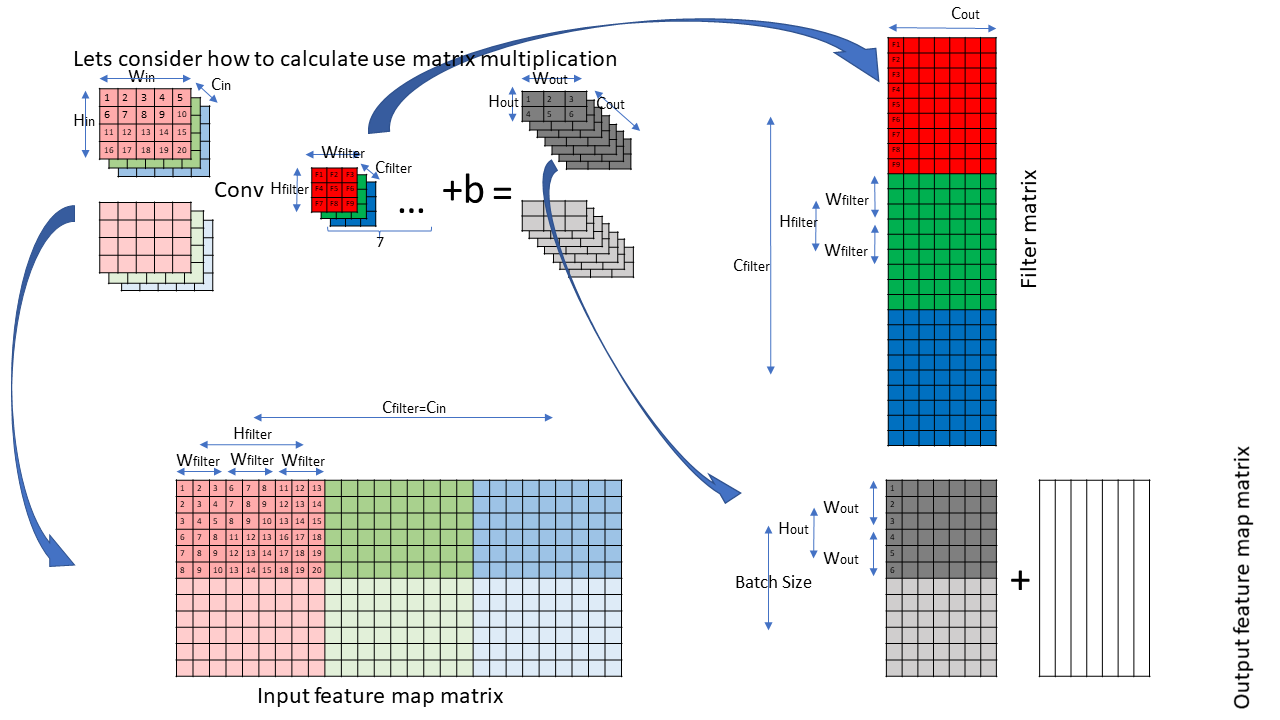 Cout
Lets consider how to calculate use matrix multiplication
Win
Cin
Hin
1 2 3 4 5
6 7 8 9 10
11 12 13 14 15
16 17 18 19 20
Conv
Wfilter
Cfilter
Hfilter
F1 F2 F3
F4 F5 F6
F7 F8 F9
...
7
+b =
Wout
Hout
Cout
1 2 3
4 5 6
F1
F2
F3
F4
F5
F6
F7
F8
F9
Wfilter
Hfilter
Wfilter
Cfilter
Filter matrix
Cfilter=Cin
Hfilter
Wfilter Wfilter Wfilter
1 2 3 6 7 8 11 12 13
2 3 4 7 8 9 12 13 14
3 4 5 8 9 10 13 14 15
6 7 8 11 12 13 16 17 18
7 8 9 12 13 14 17 18 19
8 9 10 13 14 15 18 19 20
Input feature map matrix
Wout
Hout
Wout
Batch Size
1
2
3
4
5
6
+
Output feature map matrix